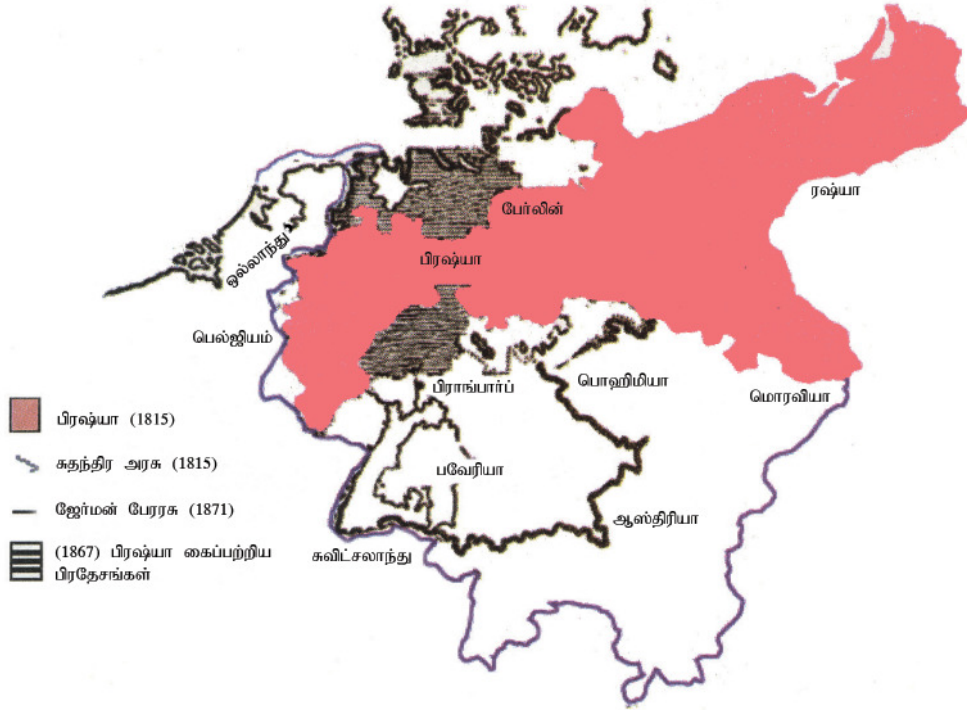 ரஷ்யா
பேர்லின்
ஒல்லாந்து
பிரஷ்யா
பெல்ஜியம்
பிராங்பார்ப்
பொஹிமியா
மொரவியா
பிரஷ்யா (1815)
சுதந்திர அரசு (1815)
பவேரியா
ஜேர்மன் பேரரசு (1871)
ஆஸ்திரியா
(1867) பிரஷ்யா கைப்பற்றிய
பிரதேசங்கள்
சுவிட்சலாந்து